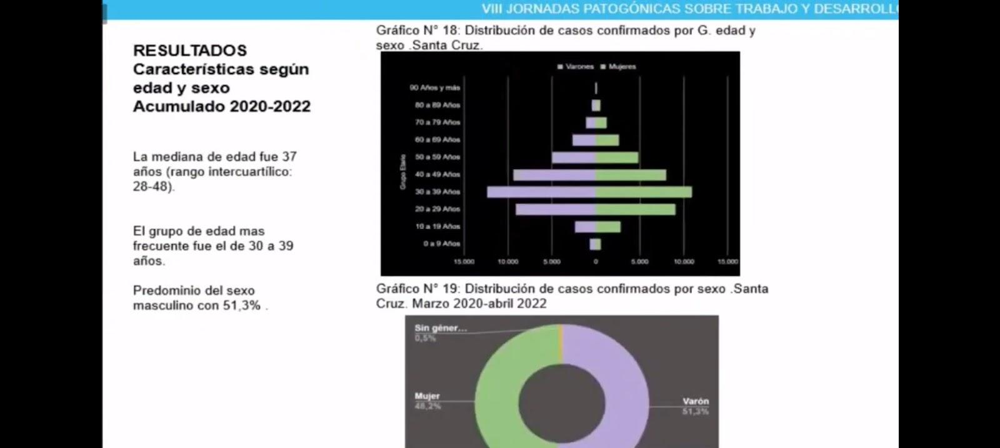 VIII JORNADAS PATOGÓNICAS SOBRE TRABAJO Y DESARROLLO
RESULTADOS
Características según
edad y sexo
Acumulado 2020-2022
La mediana de edad fue 37
años (rango intercuartílico:
28-48).
El grupo de edad mas
frecuente fue el de 30 a 39
años.
Predominio del sexo
masculino con 51,3% .
Gráfico N° 18: Distribución de casos confirmados por G. edad y
sexo .Santa Cruz.
Varones Mujeres
Grupo Etario
90 Años y más
80 a 89 Años
70 a 79 Años
60 a 69 Años
50 a 59 Años
40 a 49 Años
30 a 39 Años
20 a 29 Años
10 a 19 Años
0 a 9 Años
15.000 10.000 5.000 0 5.000 10.000 15.000
Gráfico N° 19: Distribución de casos confirmados por sexo .Santa
Cruz. Marzo 2020-abril 2022
Sin géner...
0,5%
Mujer
48,2%
Varón
51,3%